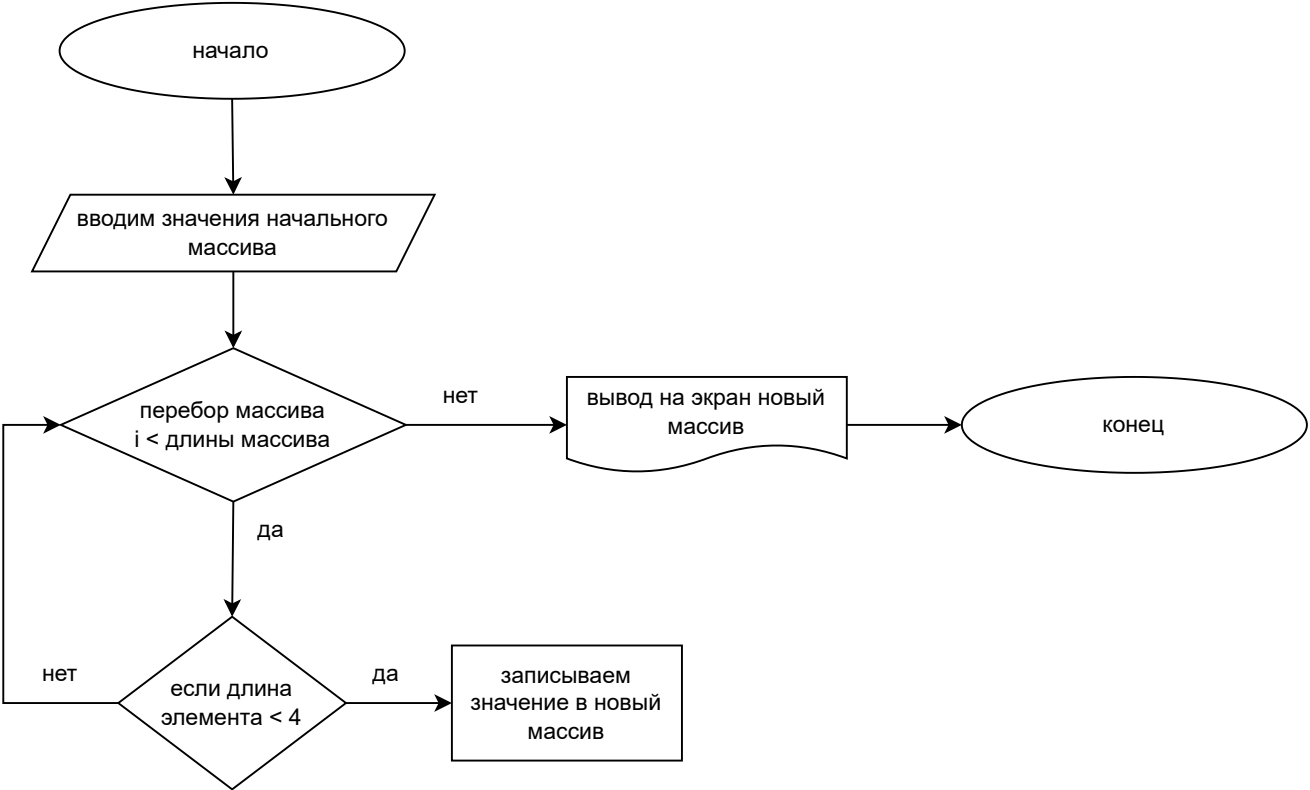 начало
вводим значения начального
массива
перебор массива
i < длины массива
нет
вывод на экран новый
массив
конец
да
нет
если длина
элемента < 4
да
записываем
значение в новый
массив